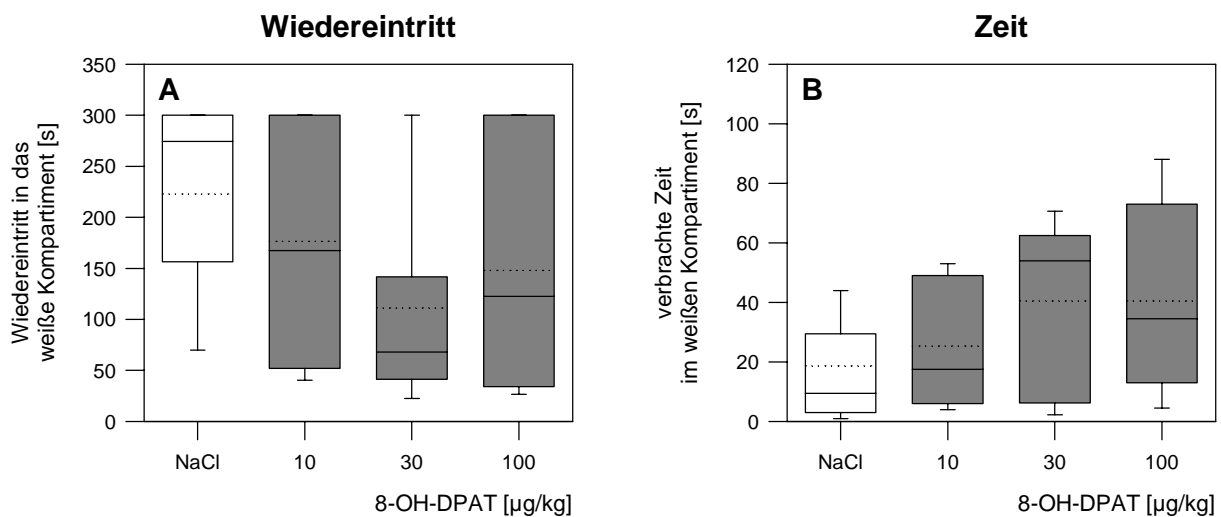 Wiedereintritt
A
Wiedereintritt in das
weiße Kompartiment [s]
350
300
250
200
150
100
50
0
NaCl 10 30 100
8-OH-DPAT [µg/kg]
Zeit
B
verbrachte Zeit
im weißen Kompartiment [s]
120
100
80
60
40
20
0
NaCl 10 30 100
8-OH-DPAT [µg/kg]